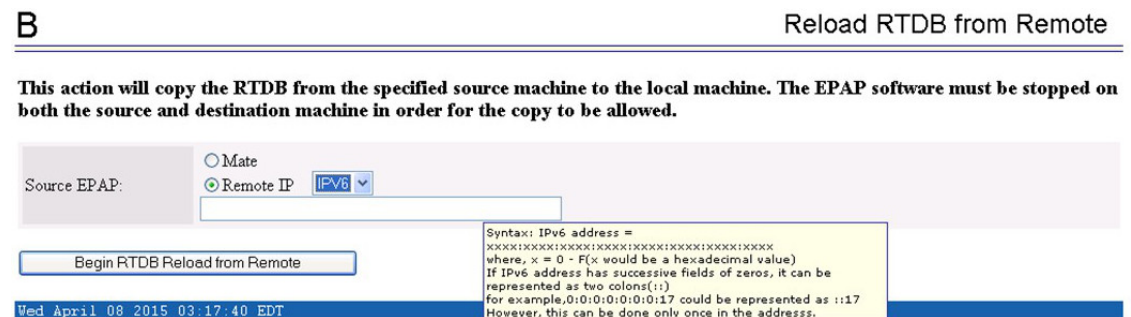 B
Reload RTDB from Remote
This action will copy the RTDB from the specified source machine to the local machine. The EPAP software must be stopped on
both the source and destination machine in order for the copy to be allowed.
Source EPAP:
Mate
Remote IP IPV6
Syntax: IPv6 address =
xxxx:xxxx:xxxx:xxxx:xxxx:xxxx:xxxx:xxxx
where, x = 0 - F(x would be a hexadecimal value)
If IPv6 address has successive fields of zeros, it can be
represented as two colons(::)
for example,0:0:0:0:0:0:0:17 could be represented as ::17
However, this can be done only once in the addresss.
Begin RTDB Reload from Remote
Wed April 08 2015 03:17:40 EDT